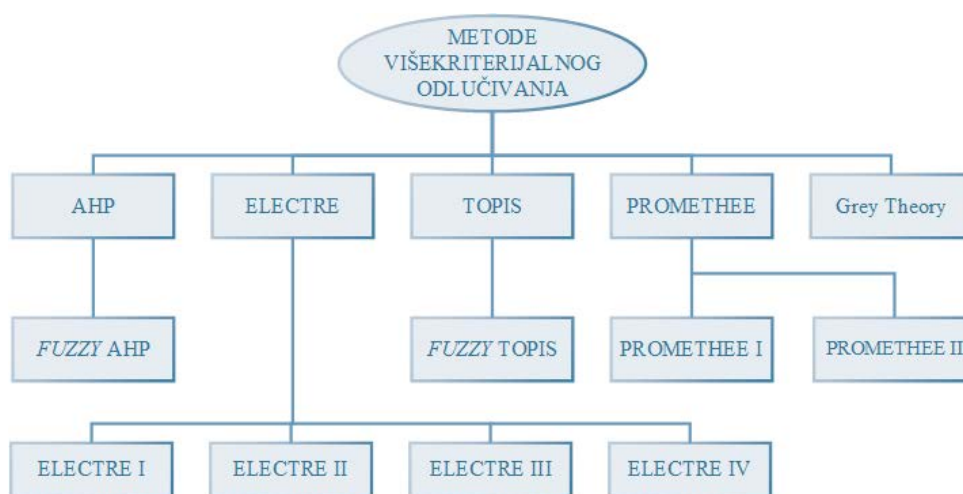 METODE
VIŠEKRITERIJALNOG
ODLUČIVANJA
AHP
ELECTRE
TOPIS
PROMETHEE
Grey Theory
FUZZY AHP
FUZZY TOPIS
PROMETHEE I
PROMETHEE II
ELECTRE I
ELECTRE II
ELECTRE III
ELECTRE IV